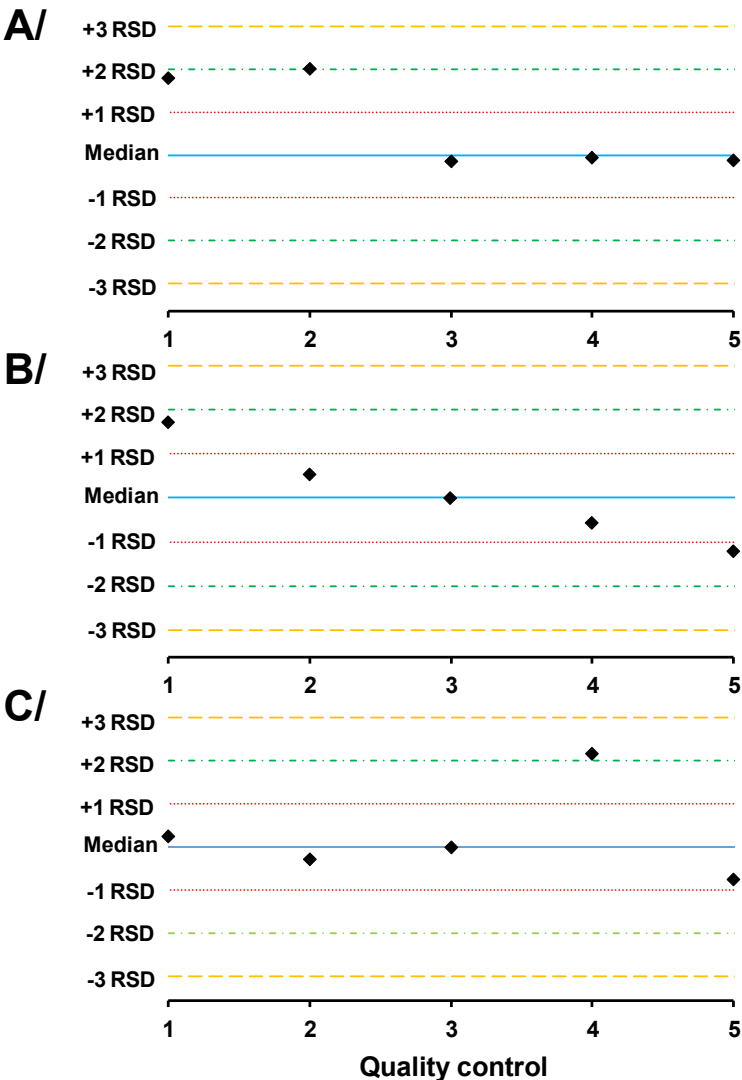 A/
+3 RSD
+2 RSD
+1 RSD
Median
-1 RSD
-2 RSD
-3 RSD
1 2 3 4 5
B/
+3 RSD
+2 RSD
+1 RSD
Median
-1 RSD
-2 RSD
-3 RSD
1 2 3 4 5
C/
+3 RSD
+2 RSD
+1 RSD
Median
-1 RSD
-2 RSD
-3 RSD
1 2 3 4 5
Quality control